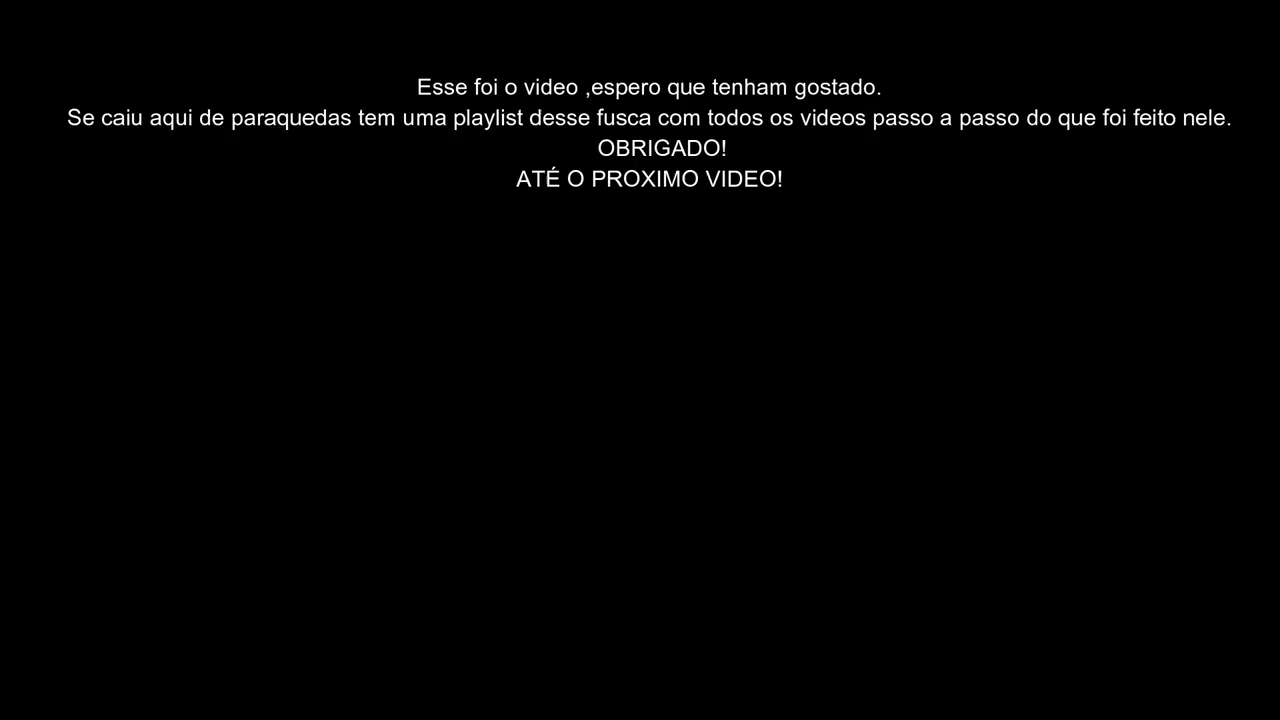 Esse foi o video ,espero que tenham gostado.
Se caiu aqui de paraquedas tem uma playlist desse fusca com todos os videos passo a passo do que foi feito nele.
OBRIGADO!
ATÉ O PROXIMO VIDEO!